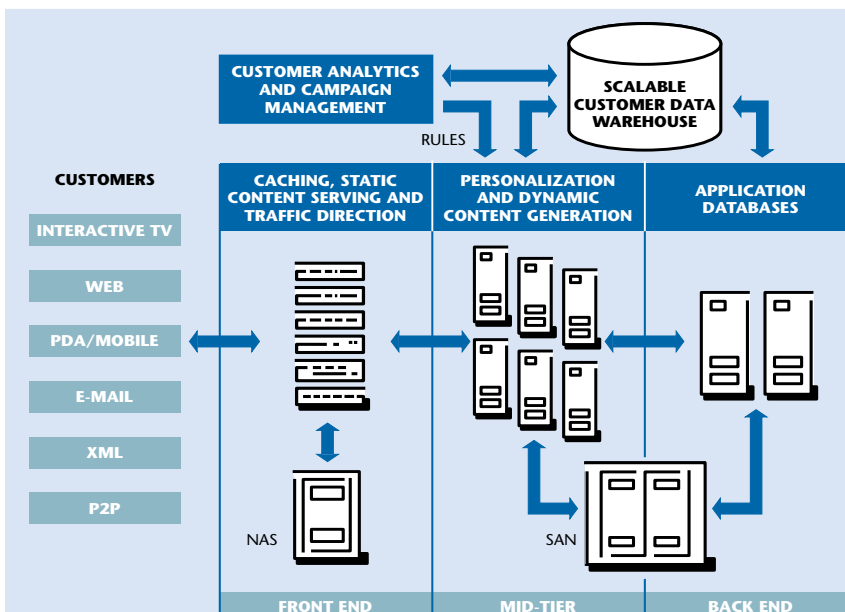 CUSTOMER ANALYTICS
AND CAMPAIGN
MANAGEMENT
SCALABLE
CUSTOMER DATA
WAREHOUSE
RULES
CUSTOMERS
CACHING, STATIC
CONTENT SERVING AND
TRAFFIC DIRECTION
PERSONALIZATION
AND DYNAMIC
CONTENT GENERATION
APPLICATION
DATABASES
INTERACTIVE TV
WEB
PDA/MOBILE
E-MAIL
XML
P2P
NAS
SAN
FRONT END
MID-TIER
BACK END